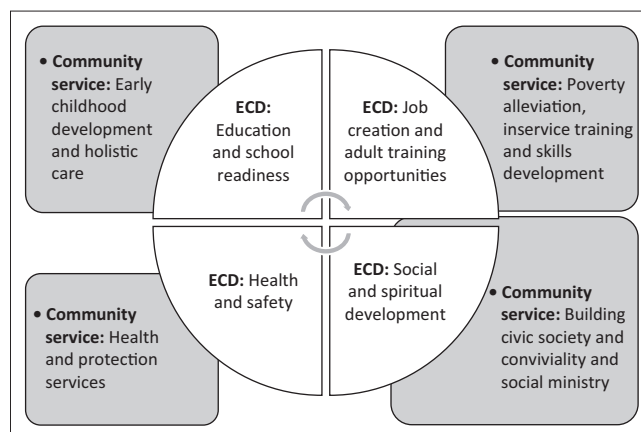 • Community
service: Early
childhood
development
and holistic
care
ECD:
Education
and school
readiness
ECD: Job
creation and
adult training
opportunities
• Community
service: Poverty
alleviation,
inservice training
and skills
development
• Community
service: Health
and protection
services
ECD: Health
and safety
ECD: Social
and spiritual
development
• Community
service: Building
civic society and
conviviality and
social ministry